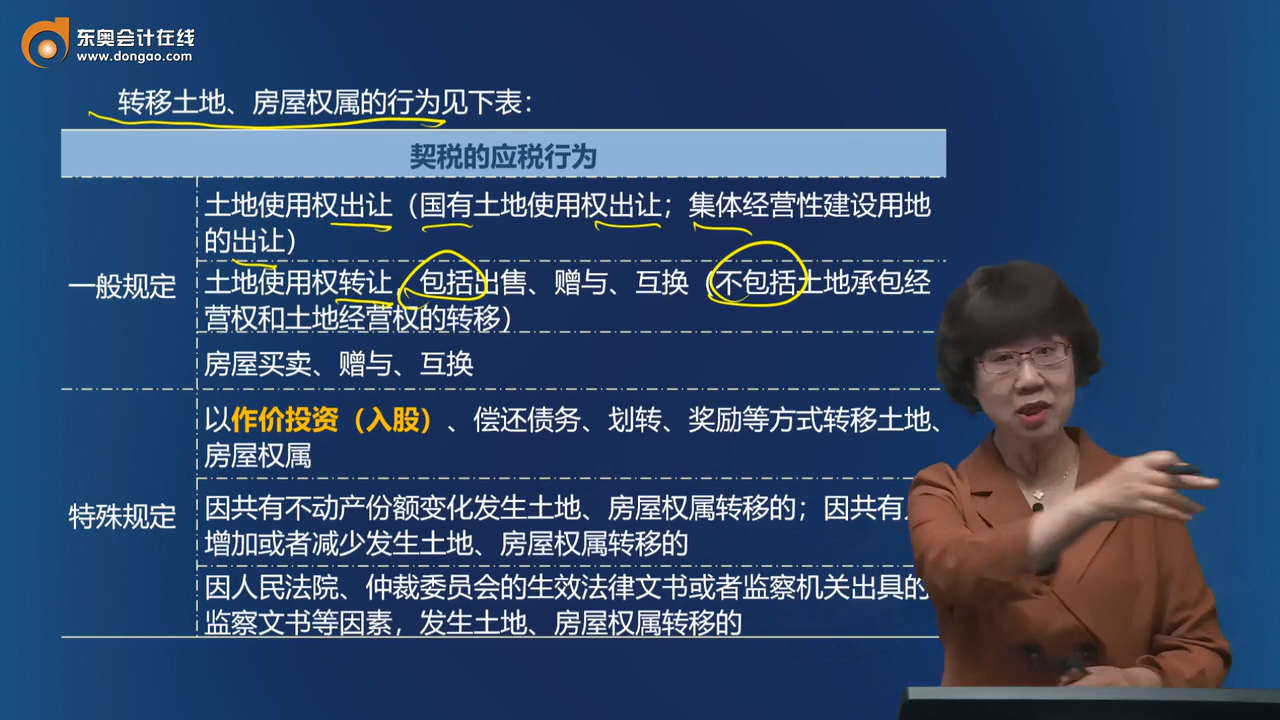 东奥会计在线
www.dongao.com
转移土地、房屋权属的行为见下表：
契税的应税行为
一般规定
土地使用权出让（国有土地使用权出让；集体经营性建设用地
的出让）
土地使用权转让，包括出售、赠与、互换（不包括土地承包经
营权和土地经营权的转移）
房屋买卖、赠与、互换
特殊规定
以作价投资（入股）、偿还债务、划转、奖励等方式转移土地、
房屋权属
因共有不动产份额变化发生土地、房屋权属转移的；因共有
增加或者减少发生土地、房屋权属转移的
因人民法院、仲裁委员会的生效法律文书或者监察机关出具的
监察文书等因素，发生土地、房屋权属转移的